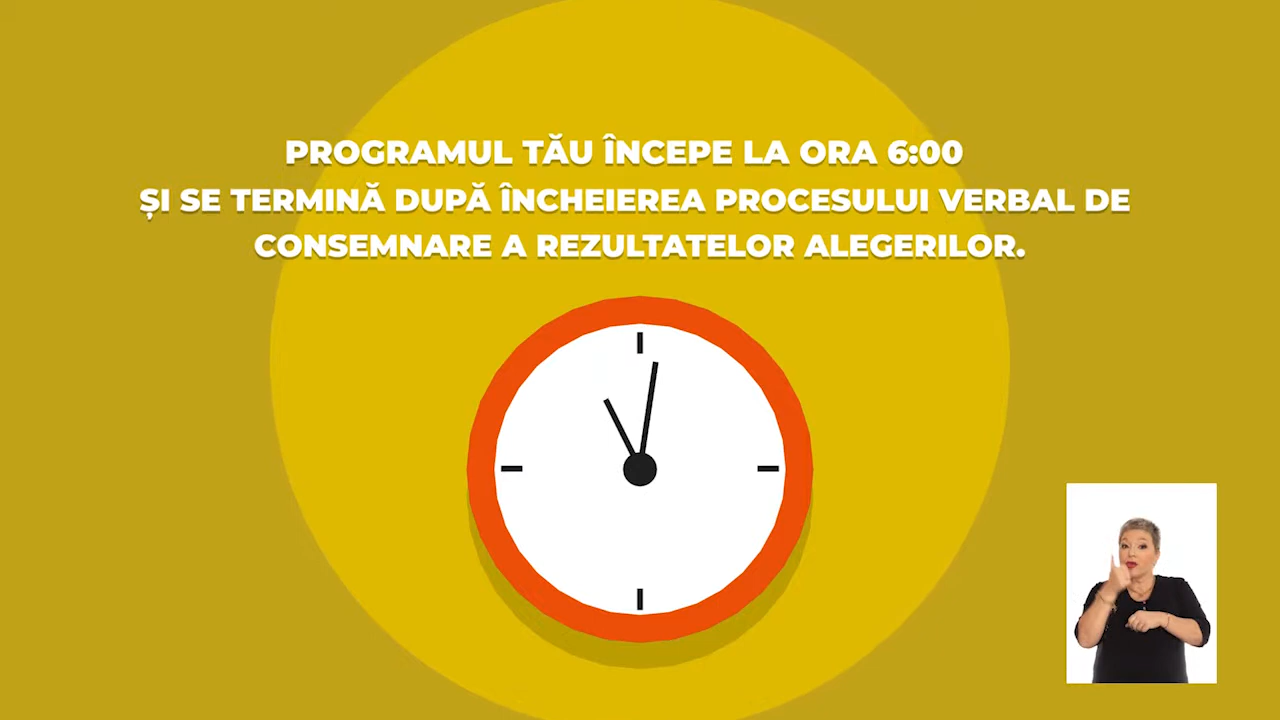 PROGRAMUL TĂU ÎNCEPE LA ORA 6:00
ȘI SE TERMINĂ DUPĂ ÎNCHEIEREA PROCESULUI VERBAL DE
CONSEMNARE A REZULTATELOR ALEGERILOR.